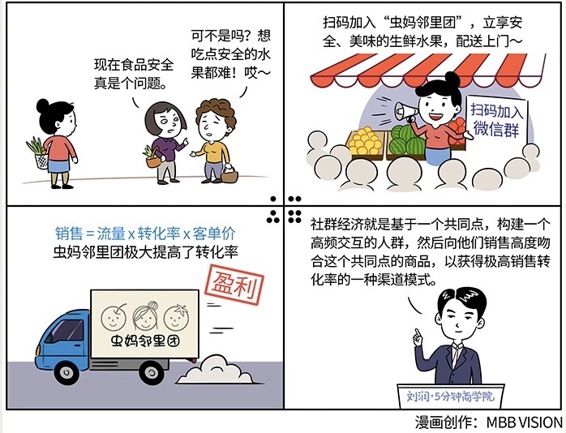 现在食品安全
真是个问题。
可不是吗？想
吃点安全的水
果都难！哎～
扫码加入“虫妈邻里团”，立享安
全、美味的生鲜水果，配送上门～
扫码加入
微信群
销售＝流量 x 转化率 x 客单价
虫妈邻里团极大提高了转化率
盈利
虫妈邻里团
社群经济就是基于一个共同点，构建一个
高频交互的人群，然后向他们销售高度吻
合这个共同点的商品，以获得极高销售转
化率的一种渠道模式。
刘润·5分钟商学院
漫画创作：MBB VISION